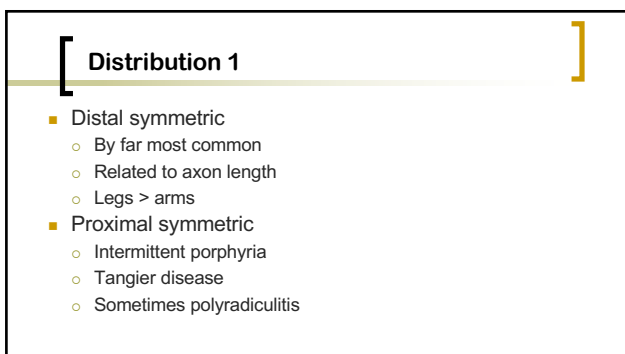 Distribution 1
Distal symmetric
By far most common
Related to axon length
Legs > arms
Proximal symmetric
Intermittent porphyria
Tangier disease
Sometimes polyradiculitis